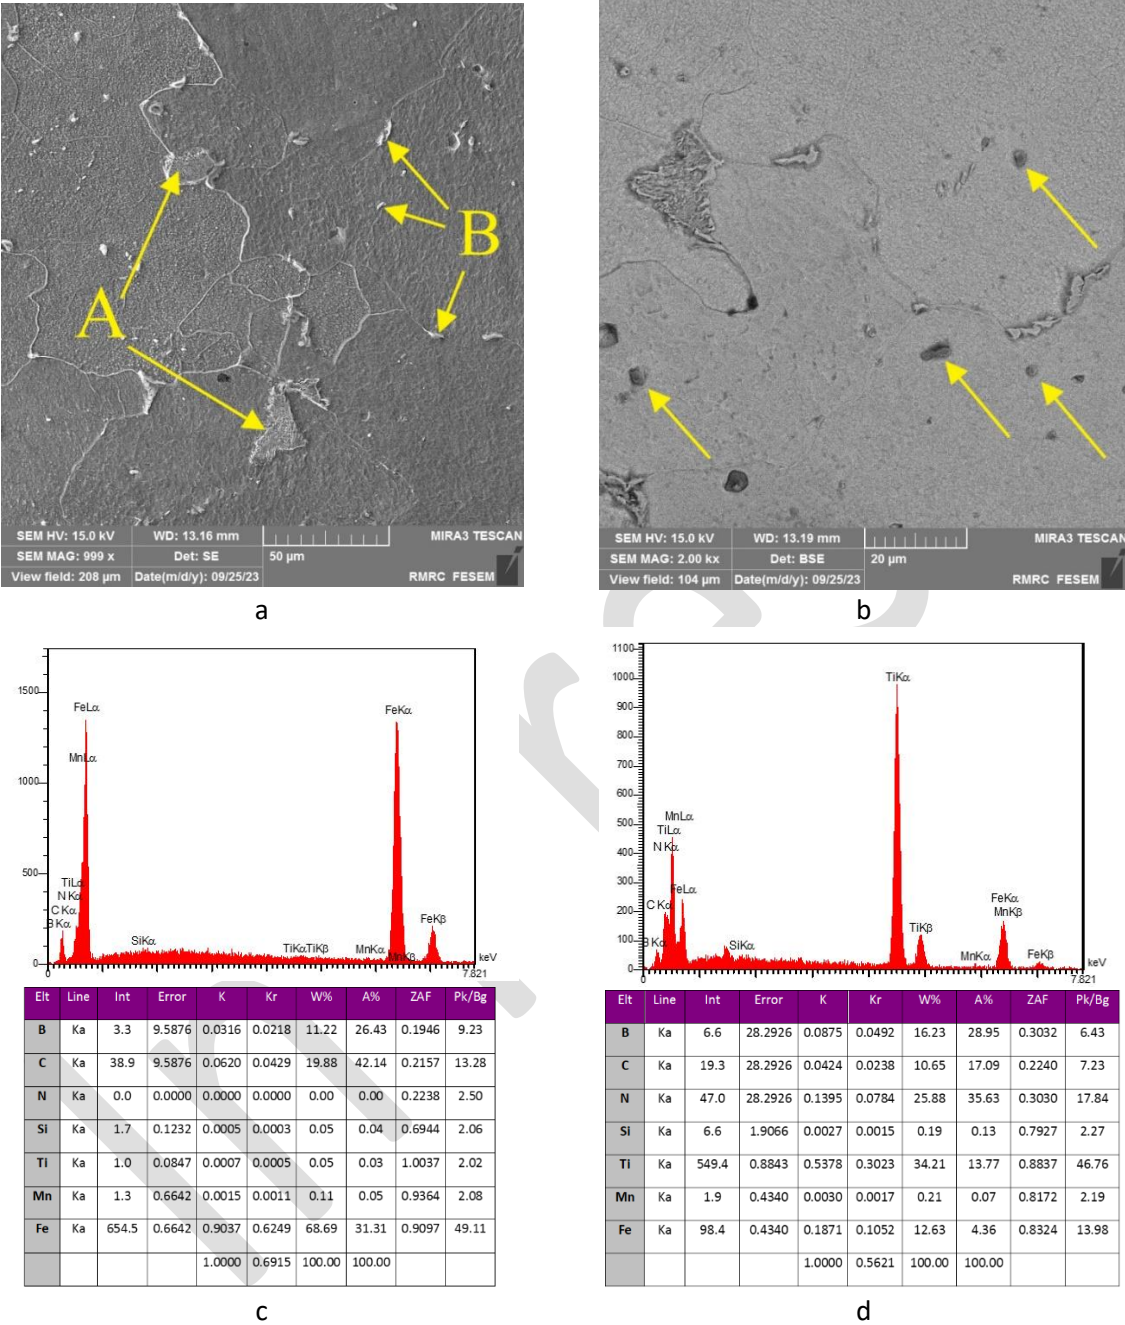 A
B
SEM HV: 15.0 kV WD: 13.16 mm MIRA3 TESCAN
SEM MAG: 999 x Det: SE 50 µm
View field: 208 µm Date(m/d/y): 09/25/23 RMRC FESEM
SEM HV: 15.0 kV WD: 13.19 mm MIRA3 TESCAN
SEM MAG: 2.00 kx Det: BSE 20 µm
View field: 104 µm Date(m/d/y): 09/25/23 RMRC FESEM
a b
1500
1000
500
0
FeLα
MnLα
TiLα
N Kα
C Kα
B Kα
SiKα
TiKα TiKβ
MnKα
FeKα
MnKβ
FeKβ
keV
7.821
1100
1000
900
800
700
600
500
400
300
200
100
0
0
TiKα
MnLα
TiLα
N Kα
FeLα
C Kα
B Kα
SiKα
TiKβ
FeKα
MnKβ
MnKα
FeKβ
keV
7.821
Elt Line Int Error K Kr W% A% ZAF Pk/Bg
B Ka 3.3 9.5876 0.0316 0.0218 11.22 26.43 0.1946 9.23
C Ka 38.9 9.5876 0.0620 0.0429 19.88 42.14 0.2157 13.28
N Ka 0.0 0.0000 0.0000 0.0000 0.00 0.00 0.2238 2.50
Si Ka 1.7 0.1232 0.0005 0.0003 0.05 0.04 0.6944 2.06
Ti Ka 1.0 0.0847 0.0007 0.0005 0.05 0.03 1.0037 2.02
Mn Ka 1.3 0.6642 0.0015 0.0011 0.11 0.05 0.9364 2.08
Fe Ka 654.5 0.6642 0.9037 0.6249 68.69 31.31 0.9097 49.11
1.0000 0.6915 100.00 100.00
Elt Line Int Error K Kr W% A% ZAF Pk/Bg
B Ka 6.6 28.2926 0.0875 0.0492 16.23 28.95 0.3032 6.43
C Ka 19.3 28.2926 0.0424 0.0238 10.65 17.09 0.2240 7.23
N Ka 47.0 28.2926 0.1395 0.0784 25.88 35.63 0.3030 17.84
Si Ka 6.6 1.9066 0.0027 0.0015 0.19 0.13 0.7927 2.27
Ti Ka 549.4 0.8843 0.5378 0.3023 34.21 13.77 0.8837 46.76
Mn Ka 1.9 0.4340 0.0030 0.0017 0.21 0.07 0.8172 2.19
Fe Ka 98.4 0.4340 0.1871 0.1052 12.63 4.36 0.8324 13.98
1.0000 0.5621 100.00 100.00
c d